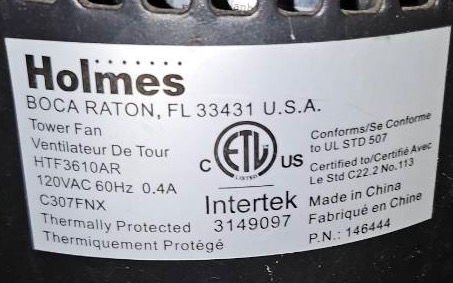 Holmes
BOCA RATON, FL 33431 U.S.A.
Tower Fan
Ventilateur De Tour
HTF3610AR
120VAC 60Hz 0.4A
C307FNX
Thermally Protected
Thermiquement Protégé
C ETL US
LISTED
Intertek
3149097
Conforms/Se Conforme
to UL STD 507
Certified to/Certifié Avec
Le Std C22.2 No.113
Made in China
Fabriqué en Chine
P.N.: 146444